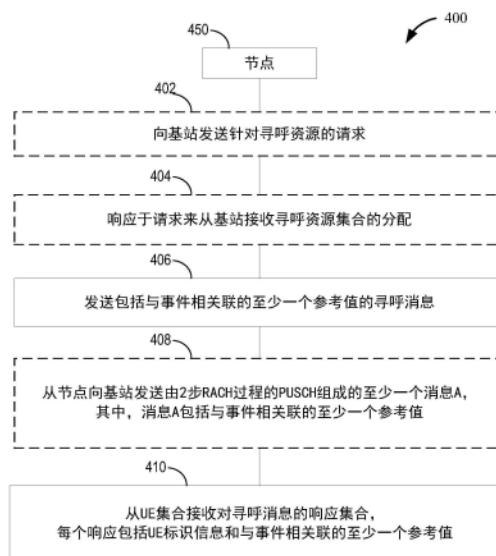 400
450
节点
402
向基站发送针对寻呼资源的请求
404
响应于请求来从基站接收寻呼资源集合的分配
406
发送包括与事件相关联的至少一个参考值的寻呼消息
408
从节点向基站发送由2步RACH过程的PUSCH组成的至少一个消息A,
其中,消息A包括与事件相关联的至少一个参考值
410
从UE集合接收对寻呼消息的响应集合,
每个响应包括UE标识信息和与事件相关联的至少一个参考值